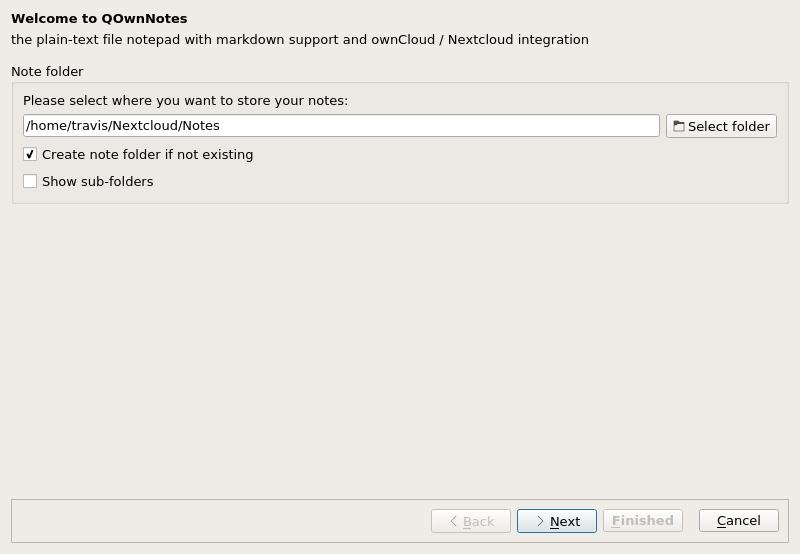 Welcome to QOwnNotes
the plain-text file notepad with markdown support and ownCloud / Nextcloud integration
Note folder
Please select where you want to store your notes:
/home/travis/Nextcloud/Notes
Select folder
Create note folder if not existing
Show sub-folders
Back
Next
Finished
Cancel